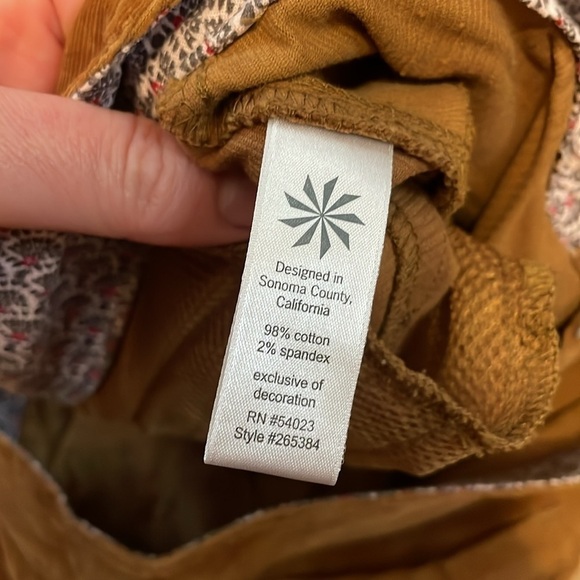 Designed in
Sonoma County,
California
98% cotton
2% spandex
exclusive of
decoration
RN #54023
Style #265384